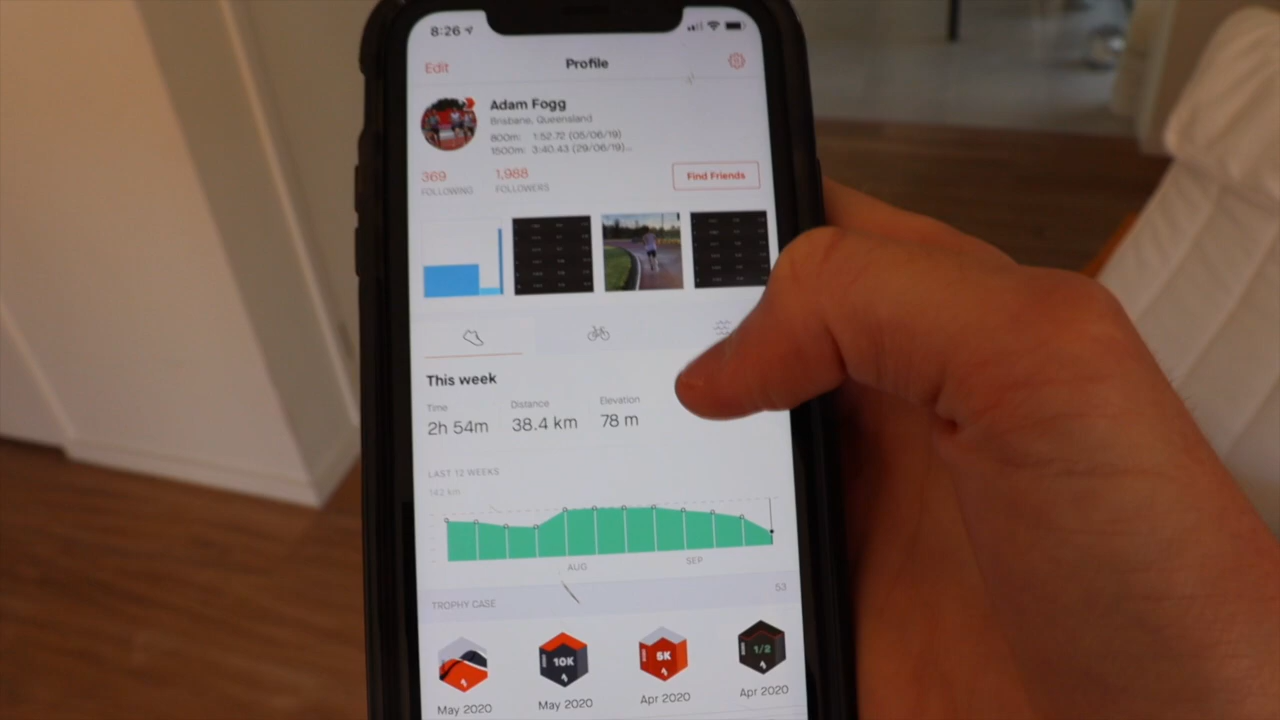 8:26
Edit
Profile
Adam Fogg
Brisbane, Queensland
800m: 1:52.72 (05/06/19)
1500m: 3:40.43 (29/06/19)...
369
1,988
FOLLOWING
FOLLOWERS
Find Friends
This week
Time
Distance
Elevation
2h 54m
38.4 km
78 m
LAST 12 WEEKS
142 km
AUG
SEP
TROPHY CASE
53
10K
5K
1/2
May 2020
May 2020
Apr 2020
Apr 2020